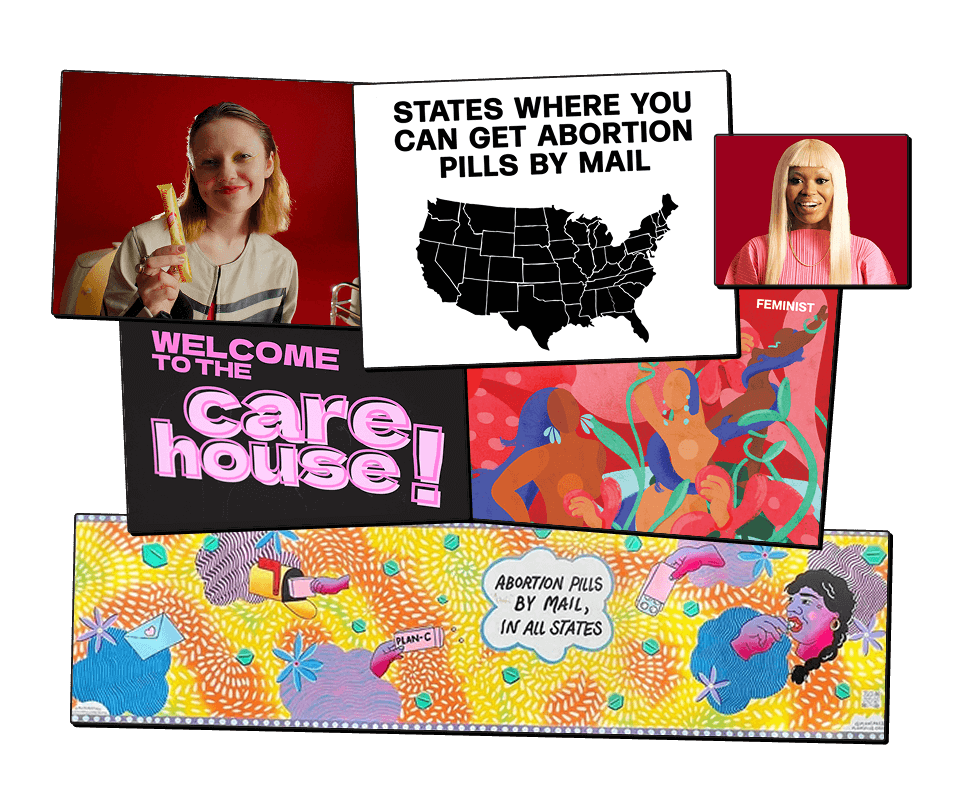 STATES WHERE YOU
CAN GET ABORTION
PILLS BY MAIL
FEMINIST
WELCOME
TO THE
care
house!
ABORTION PILLS
BY MAIL,
IN ALL STATES
PLAN-C